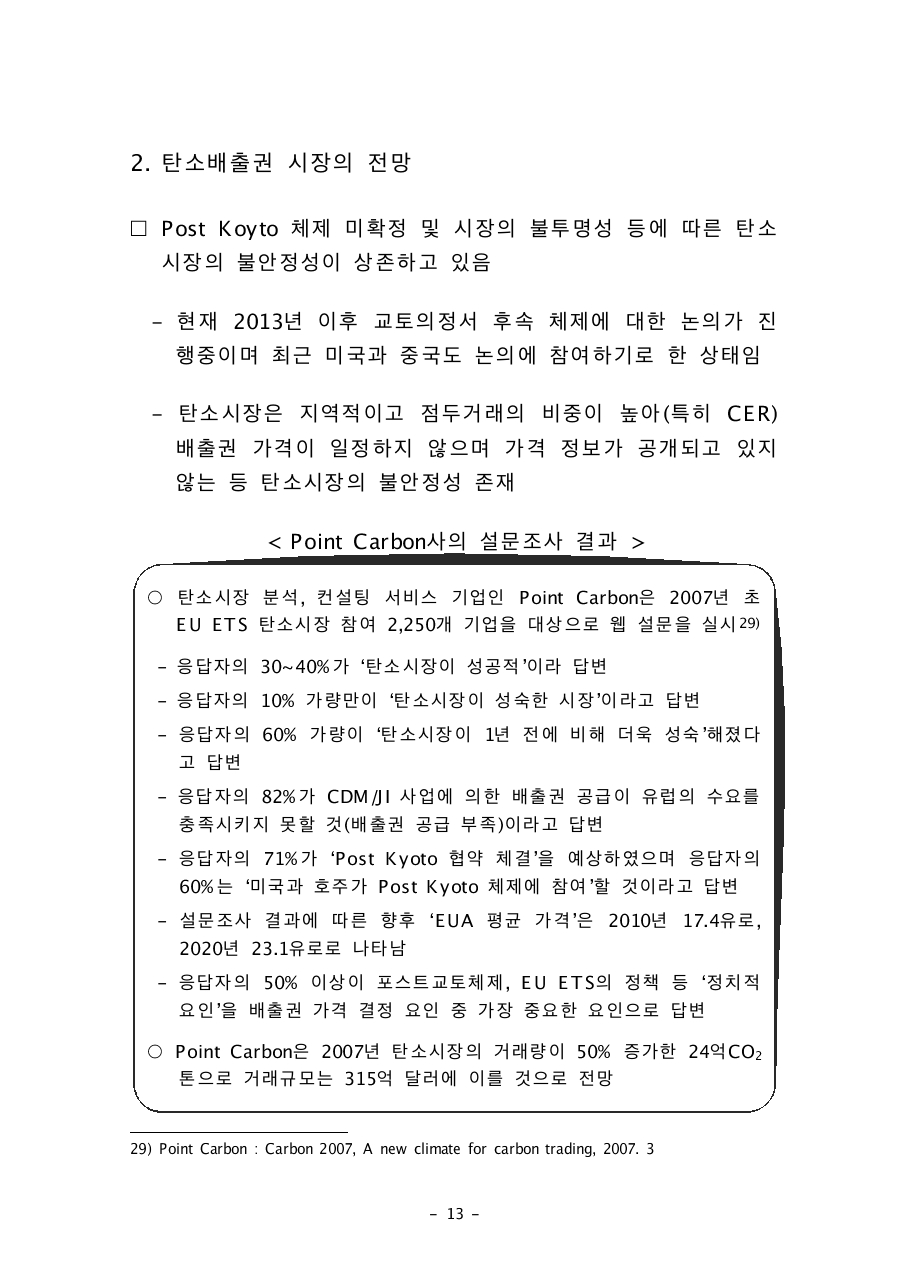 2. 탄소배출권 시장의 전망
□ Post Koyto 체제 미확정 및 시장의 불투명성 등에 따른 탄소
시장의 불안정성이 상존하고 있음
- 현재 2013년 이후 교토의정서 후속 체제에 대한 논의가 진
행중이며 최근 미국과 중국도 논의에 참여하기로 한 상태임
- 탄소시장은 지역적이고 점두거래의 비중이 높아(특히 CER)
배출권 가격이 일정하지 않으며 가격 정보가 공개되고 있지
않는 등 탄소시장의 불안정성 존재
< Point Carbon사의 설문조사 결과 >
○ 탄소시장 분석, 컨설팅 서비스 기업인 Point Carbon은 2007년 초
EU ETS 탄소시장 참여 2,250개 기업을 대상으로 웹 설문을 실시29)
- 응답자의 30~40%가 ‘탄소시장이 성공적’이라 답변
- 응답자의 10% 가량만이 ‘탄소시장이 성숙한 시장’이라고 답변
- 응답자의 60% 가량이 ‘탄소시장이 1년 전에 비해 더욱 성숙’해졌다
고 답변
- 응답자의 82%가 CDM/JI 사업에 의한 배출권 공급이 유럽의 수요를
충족시키지 못할 것(배출권 공급 부족)이라고 답변
- 응답자의 71%가 ‘Post Kyoto 협약 체결’을 예상하였으며 응답자의
60%는 ‘미국과 호주가 Post Kyoto 체제에 참여’할 것이라고 답변
- 설문조사 결과에 따른 향후 ‘EUA 평균 가격’은 2010년 17.4유로,
2020년 23.1유로로 나타남
- 응답자의 50% 이상이 포스트교토체제, EU ETS의 정책 등 ‘정치적
요인’을 배출권 가격 결정 요인 중 가장 중요한 요인으로 답변
○ Point Carbon은 2007년 탄소시장의 거래량이 50% 증가한 24억CO₂
톤으로 거래규모는 315억 달러에 이를 것으로 전망
29) Point Carbon : Carbon 2007, A new climate for carbon trading, 2007. 3
- 13 -